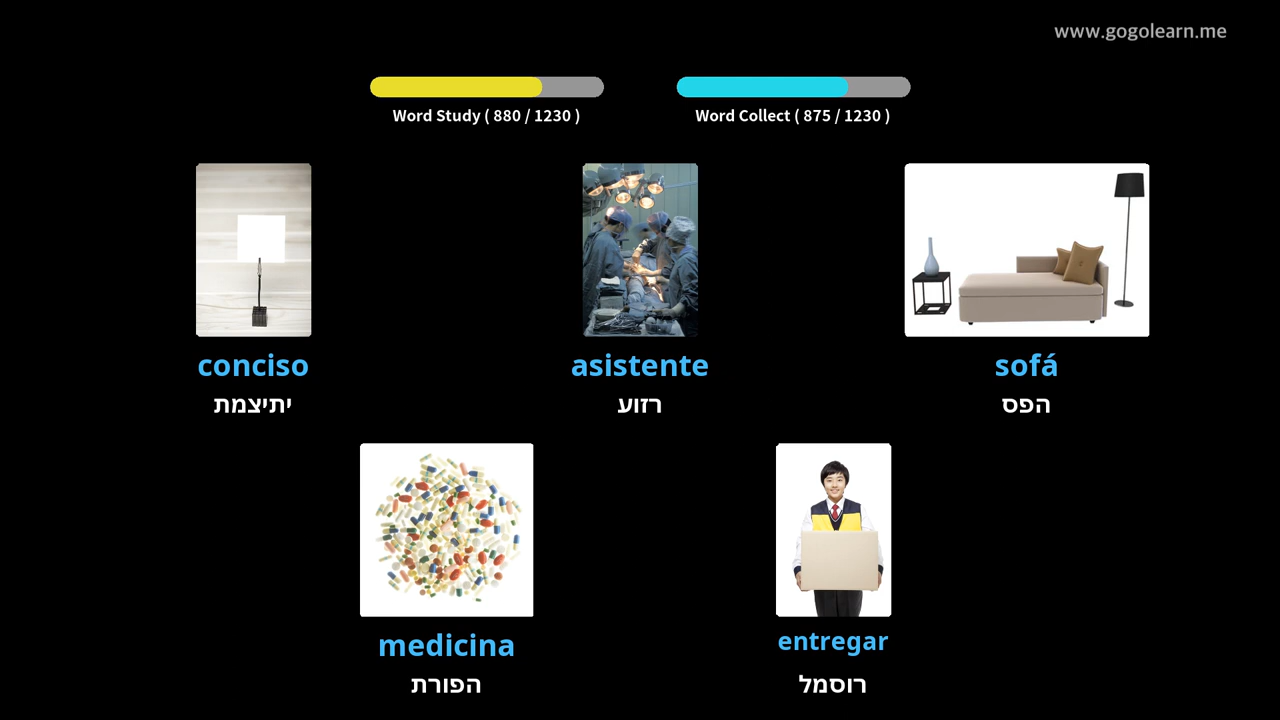 www.gogolearn.me
Word Study ( 880 / 1230 )
Word Collect ( 875 / 1230 )
conciso
יתיצמת
asistente
רזוע
sofá
הפס
medicina
הפורת
entregar
רוסמל